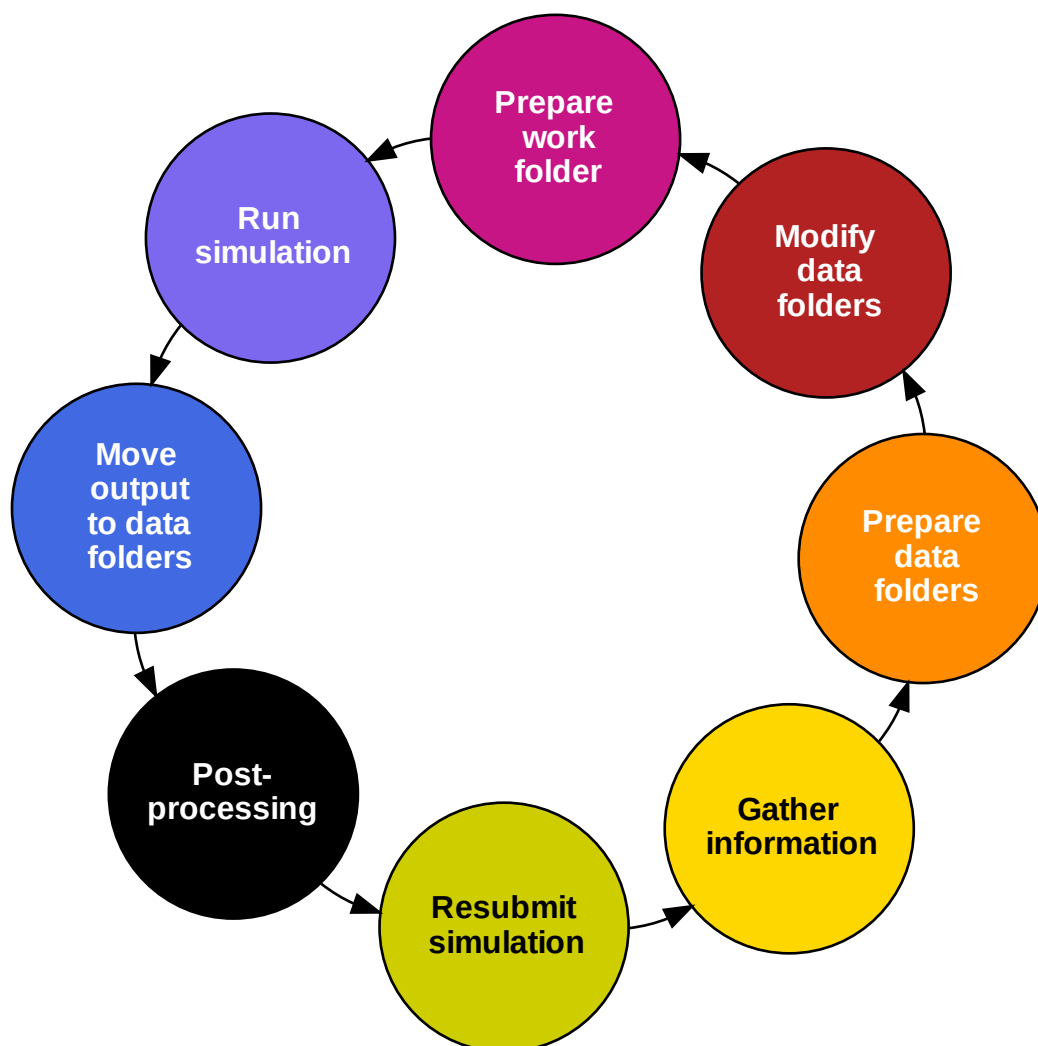 Prepare
work
folder
Run
simulation
Modify
data
folders
Move
output
to data
folders
Prepare
data
folders
Post-
processing
Gather
information
Resubmit
simulation